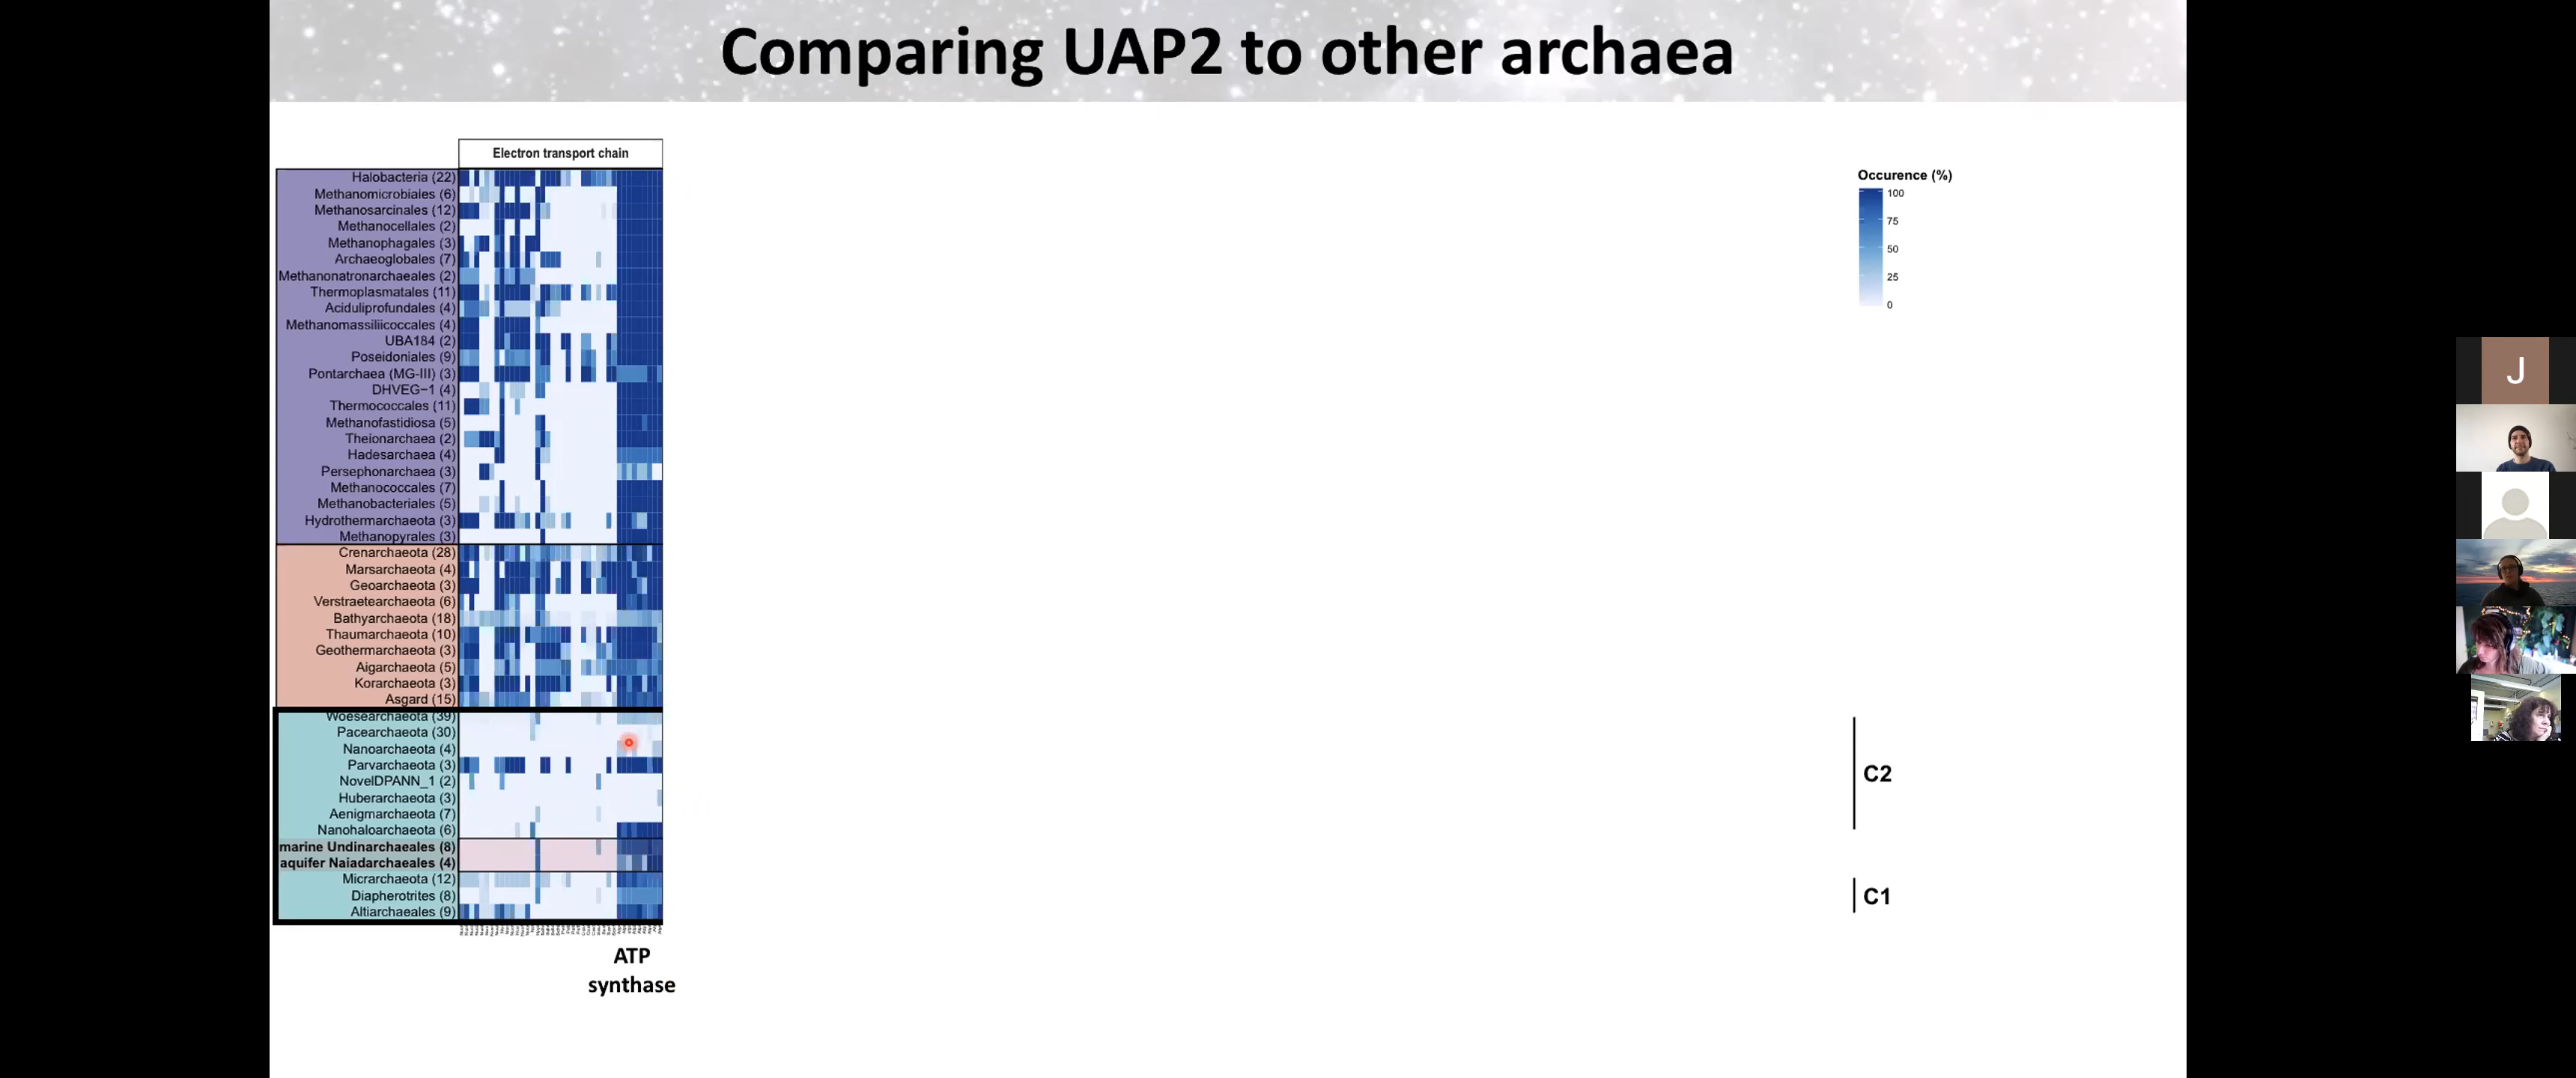 Comparing UAP2 to other archaea
Electron transport chain
Halobacteria (22)
Methanomicrobiales (6)
Methanosarcinales (12)
Methanocellales (2)
Methanophagales (3)
Archaeoglobales (7)
Methanonatronarchaeales (2)
Thermoplasmatales (11)
Aciduliprofundales (4)
Methanomassiliicoccales (4)
UBA184 (2)
Poseidoniales (9)
Pontarchaea (MG-III) (3)
DHVEG−1 (4)
Thermococcales (11)
Methanofastidiosa (5)
Theionarchaea (2)
Hadesarchaea (4)
Persephonarchaea (3)
Methanococcales (7)
Methanobacteriales (5)
Hydrothermarchaeota (3)
Methanopyrales (3)
Crenarchaeota (28)
Marsarchaeota (4)
Geoarchaeota (3)
Verstraetearchaeota (6)
Bathyarchaeota (18)
Thaumarchaeota (10)
Geothermarchaeota (3)
Aigarchaeota (5)
Korarchaeota (3)
Asgard (15)
Woesearchaeota (39)
Pacearchaeota (30)
Nanoarchaeota (4)
Parvarchaeota (3)
NovelDPANN_1 (2)
Huberarchaeota (3)
Aenigmarchaeota (7)
Nanohaloarchaeota (6)
marine Undinarchaeales (8)
aquifer Naiadarchaeales (4)
Micrarchaeota (12)
Diapherotrites (8)
Altiarchaeales (9)
ATP
synthase
Occurence (%)
100
75
50
25
0
C2
C1
J